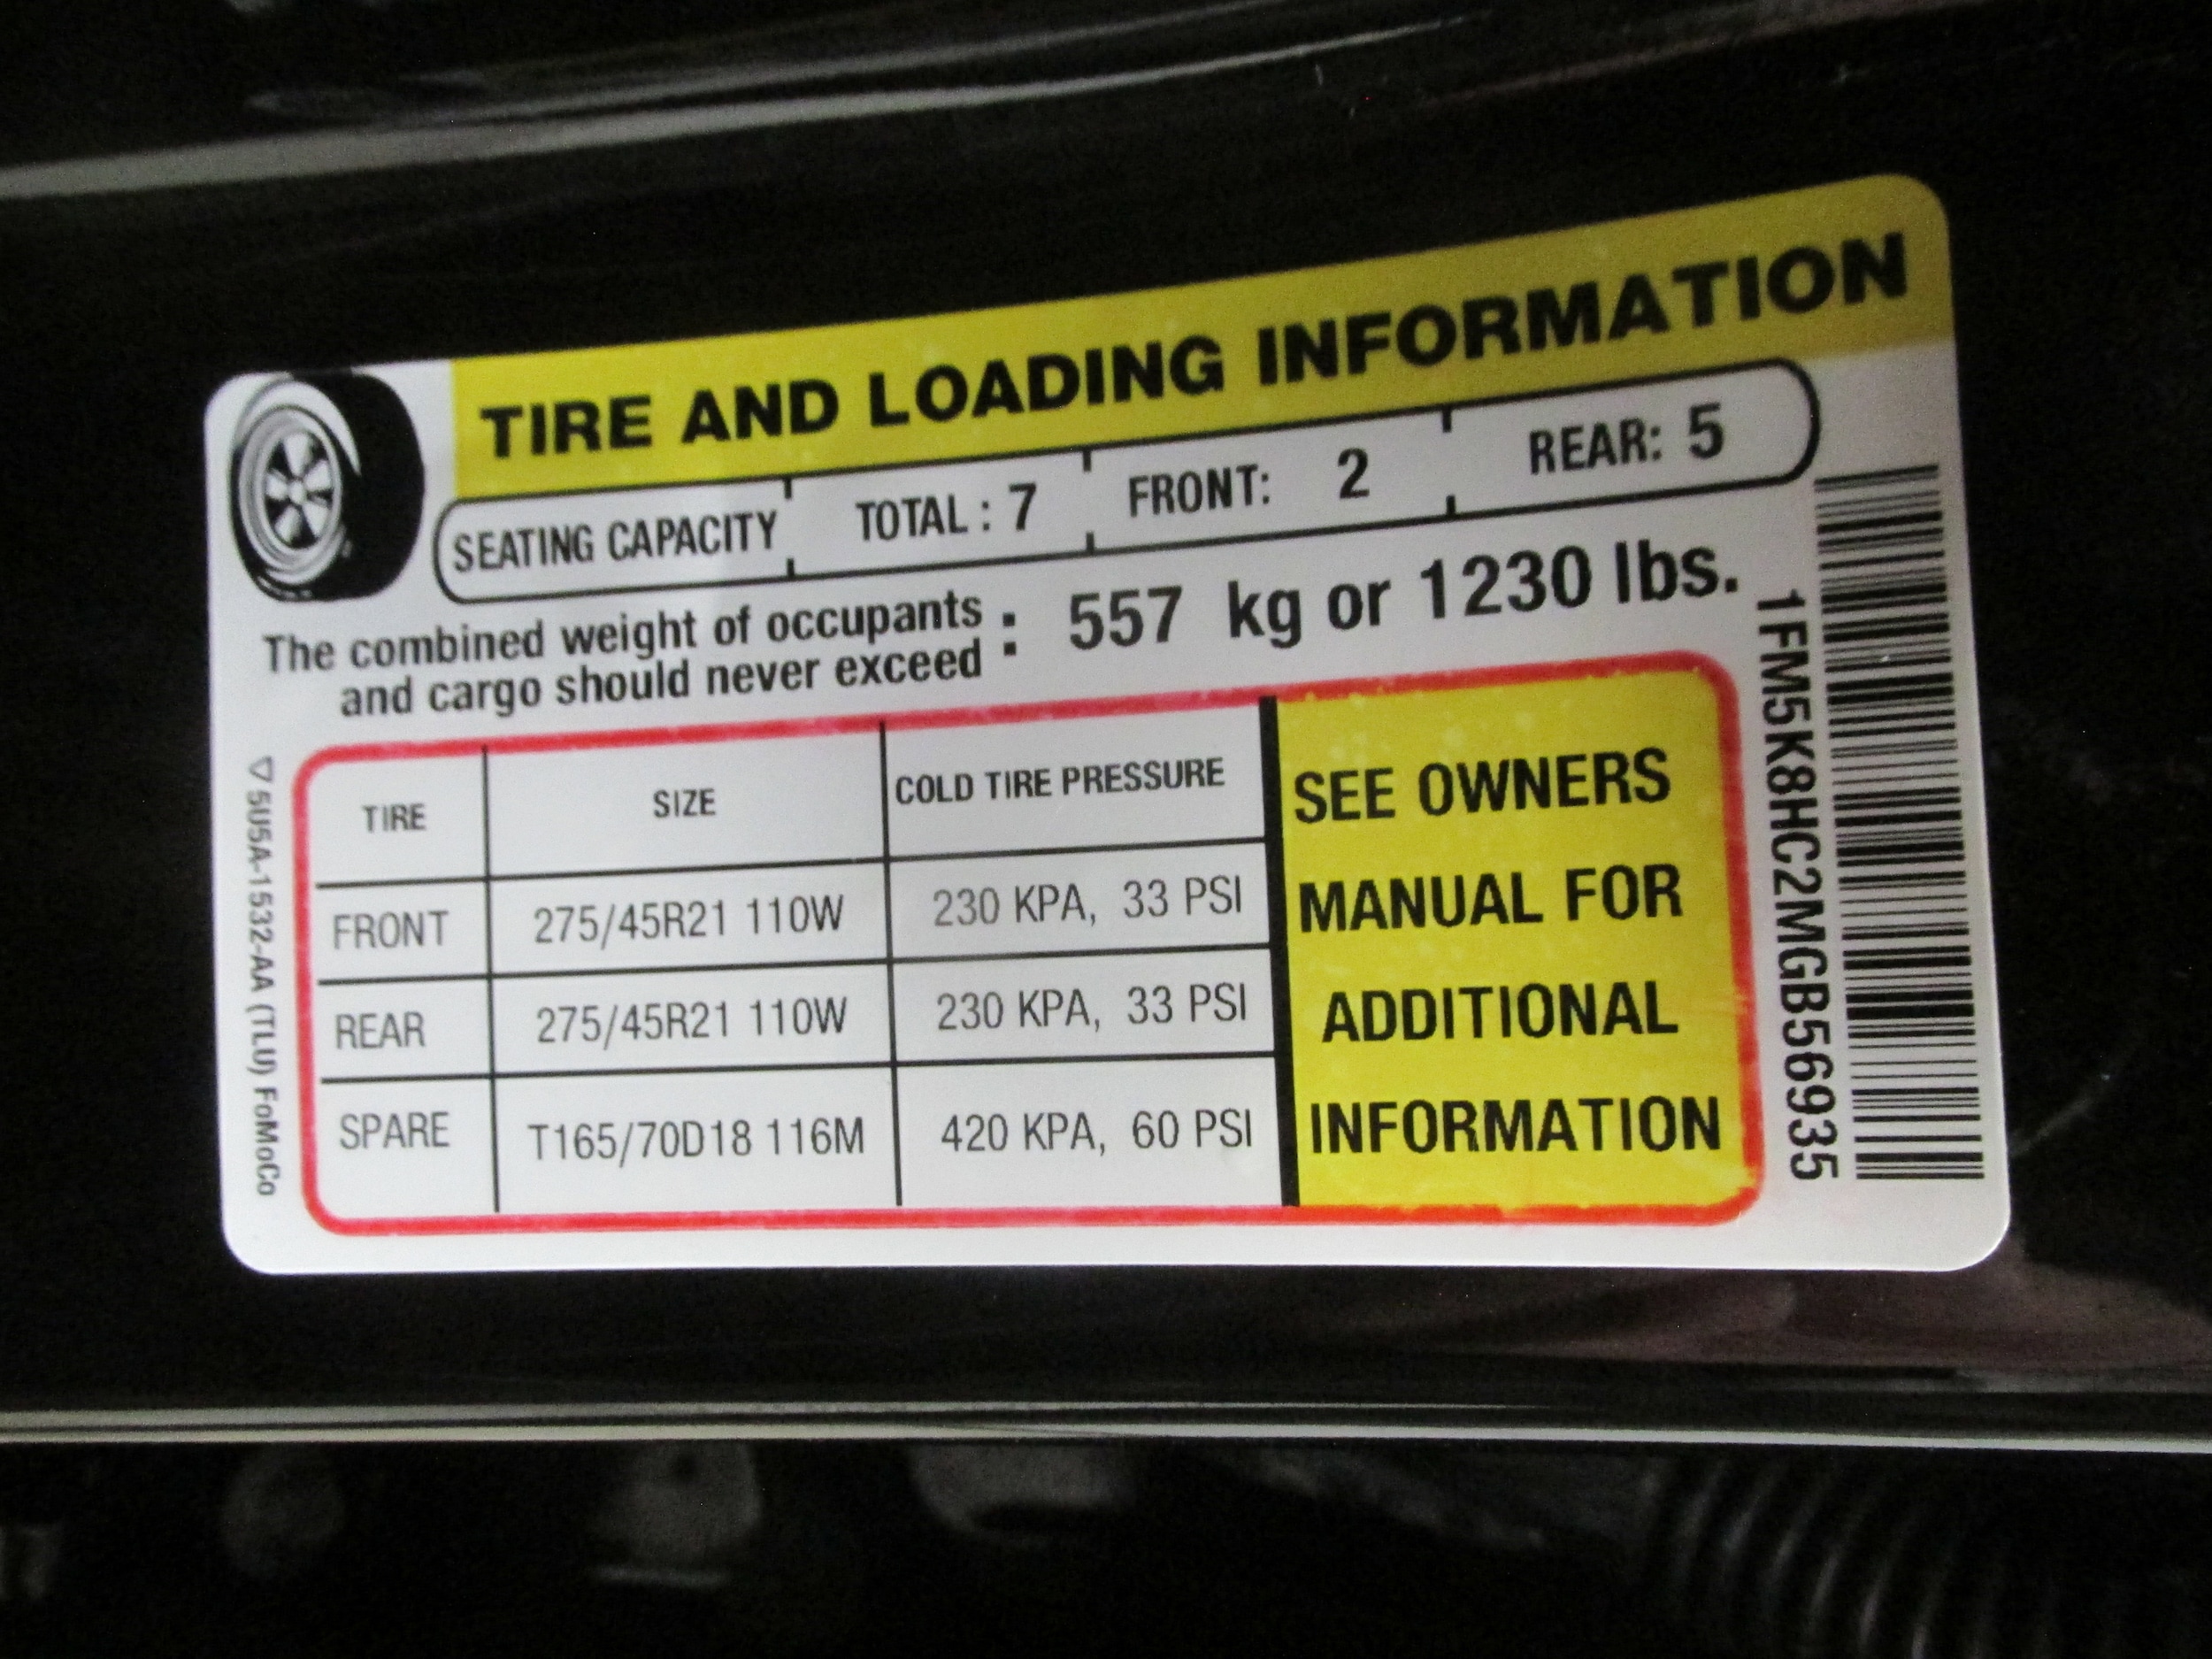 TIRE AND LOADING INFORMATION
SEATING CAPACITY TOTAL : 7 FRONT: 2 REAR: 5
The combined weight of occupants
and cargo should never exceed : 557 kg or 1230 lbs.
TIRE SIZE COLD TIRE PRESSURE
FRONT 275/45R21 110W 230 KPA, 33 PSI
REAR 275/45R21 110W 230 KPA, 33 PSI
SPARE T165/70D18 116M 420 KPA, 60 PSI
SEE OWNERS
MANUAL FOR
ADDITIONAL
INFORMATION
1FM5K8HC2MGB56935
5U5A-1532-AA (TLU) FoMoCo